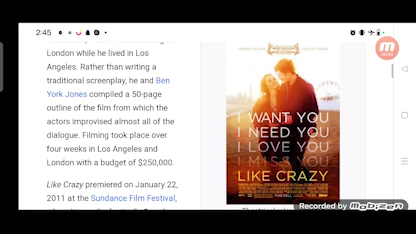 2:45
London while he lived in Los
Angeles. Rather than writing a
traditional screenplay, he and Ben
York Jones compiled a 50-page
outline of the film from which the
actors improvised almost all of the
dialogue. Filming took place over
four weeks in Los Angeles and
London with a budget of $250,000.
Like Crazy premiered on January 22,
2011 at the Sundance Film Festival,
I WANT YOU
I NEED YOU
I LOVE YOU
I MISS YOU
LIKE CRAZY
Recorded by mobizen